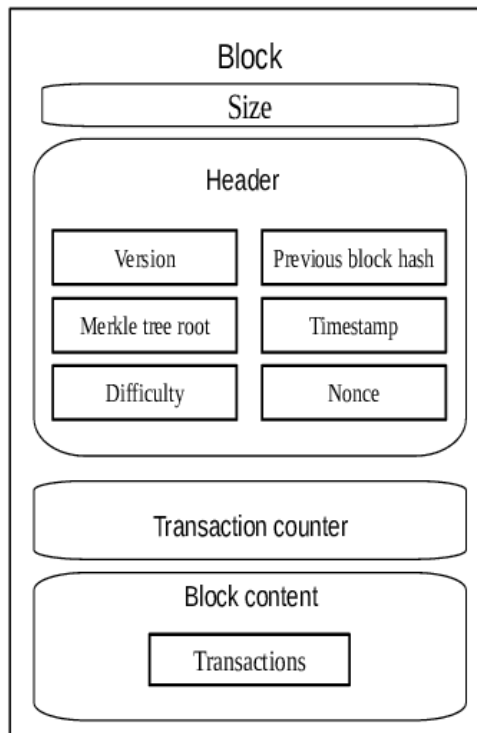 Block
Size
Header
Version
Previous block hash
Merkle tree root
Timestamp
Difficulty
Nonce
Transaction counter
Block content
Transactions